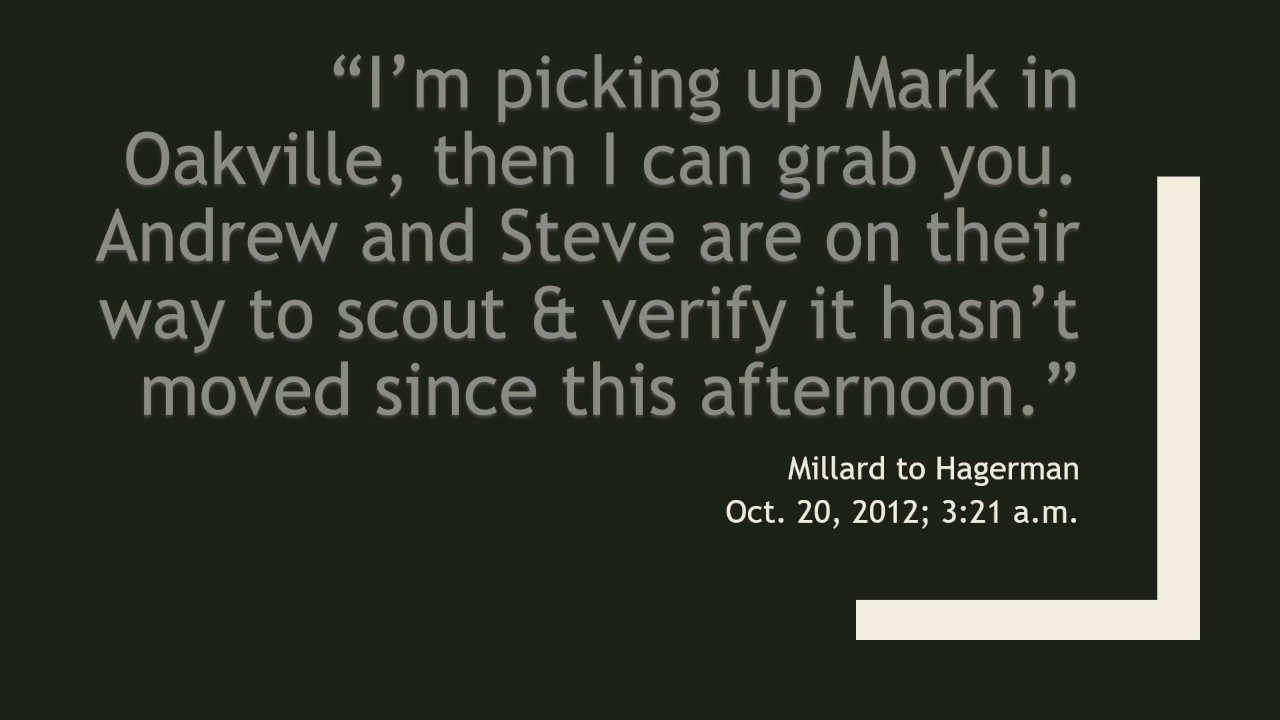 “I’m picking up Mark in
Oakville, then I can grab you.
Andrew and Steve are on their
way to scout & verify it hasn’t
moved since this afternoon.”
Millard to Hagerman
Oct. 20, 2012; 3:21 a.m.